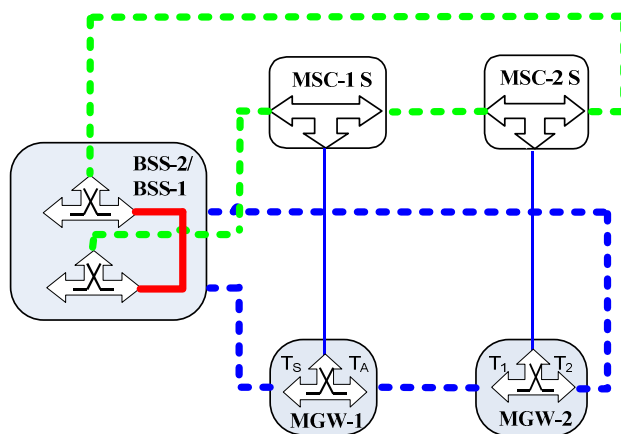 MSC-1 S
MSC-2 S
BSS-2/
BSS-1
TS
TA
T1
T2
MGW-1
MGW-2